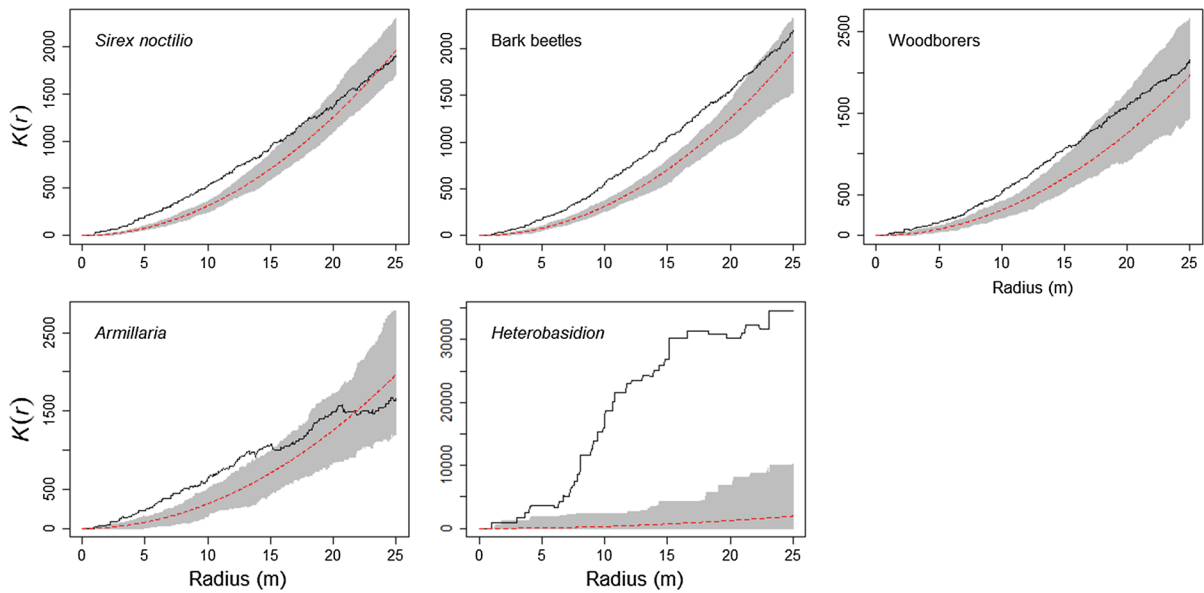 Sirex noctilio
K(r)
0 500 1000 1500 2000
0 5 10 15 20 25
Bark beetles
0 500 1000 1500 2000
0 5 10 15 20 25
Woodborers
0 500 1500 2500
0 5 10 15 20 25
Radius (m)
Armillaria
K(r)
0 500 1500 2500
0 5 10 15 20 25
Radius (m)
Heterobasidion
0 10000 20000 30000
0 5 10 15 20 25
Radius (m)